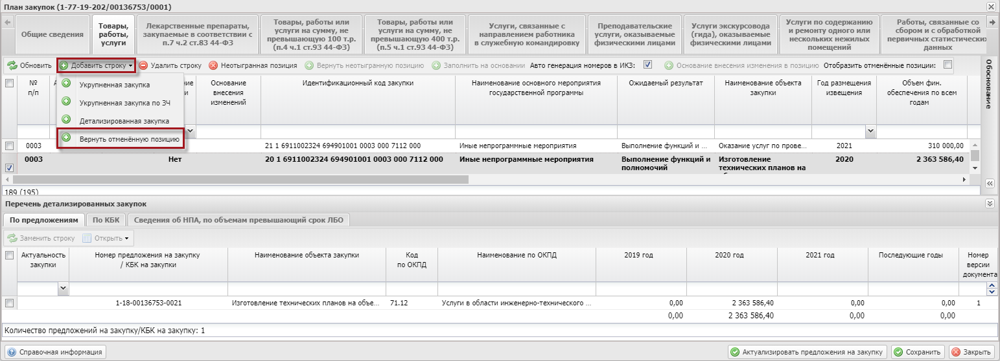 План закупок (1-77-19-202/00136753/0001)
Общие сведения
Товары,
работы,
услуги
Лекарственные препараты,
закупаемые в соответствии с
п.7 ч.2 ст.83 44-ФЗ
Товары, работы или
услуги на сумму, не
превышающую 100 т.р.
(п.4 ч.1 ст.93 44-ФЗ)
Товары, работы или
услуги на сумму, не
превышающую 400 т.р.
(п.5 ч.1 ст.93 44-ФЗ)
Услуги, связанные с
направлением работника
в служебную командировку
Преподавательские
услуги, оказываемые
физическими лицами
Услуги экскурсовода
(гида), оказываемые
физическими лицами
Услуги по содержанию
и ремонту одного или
нескольких нежилых
помещений
Работы, связанные со
сбором и с обработкой
первичных статистических
данных
Обновить Добавить строку Удалить строку Неотыгранная позиция Вернуть неотыгранную позицию Заполнить на основании Авто генерация номеров в ИКЗ: Основание внесения изменения в позицию Отобразить отменённые позиции:
Обоснование
№
п/п
Основание
внесения
изменений
Идентификационный код закупки
Наименование основного мероприятия
государственной программы
Ожидаемый результат
Наименование объекта
закупки
Год размещения
извещения
Объем фин.
обеспечения по всем
годам
Укрупненная закупка
Укрупненная закупка по ЗЧ
Детализированная закупка
Вернуть отменённую позицию
0003 21 1 6911002324 694901001 0003 000 7112 000 Иные непрограммные мероприятия Выполнение функций и ... Оказание услуг по прове... 2021 310 000,00
0003 Нет 20 1 6911002324 694901001 0003 000 7112 000 Иные непрограммные мероприятия Выполнение функций и Изготовление 2020 2 363 586,40
полномочий технических планов на
189 (195)
Перечень детализированных закупок
По предложениям По КБК Сведения об НПА, по объемам превышающий срок ЛБО
Заменить строку Открыть
Актуальность
закупки
Номер предложения на закупку
/ КБК на закупки
Наименование объекта закупки
Код
по ОКПД
Наименование по ОКПД
2019 год
2020 год
2021 год
Последующие годы
Номер
версии
документа
1-18-00136753-0021 Изготовление технических планов на объе... 71.12 Услуги в области инженерно-технического ... 0,00 2 363 586,40 0,00 0,00 1
0,00 2 363 586,40 0,00 0,00
Количество предложений на закупку/КБК на закупку: 1
Справочная информация Актуализировать предложения на закупку Сохранить Закрыть